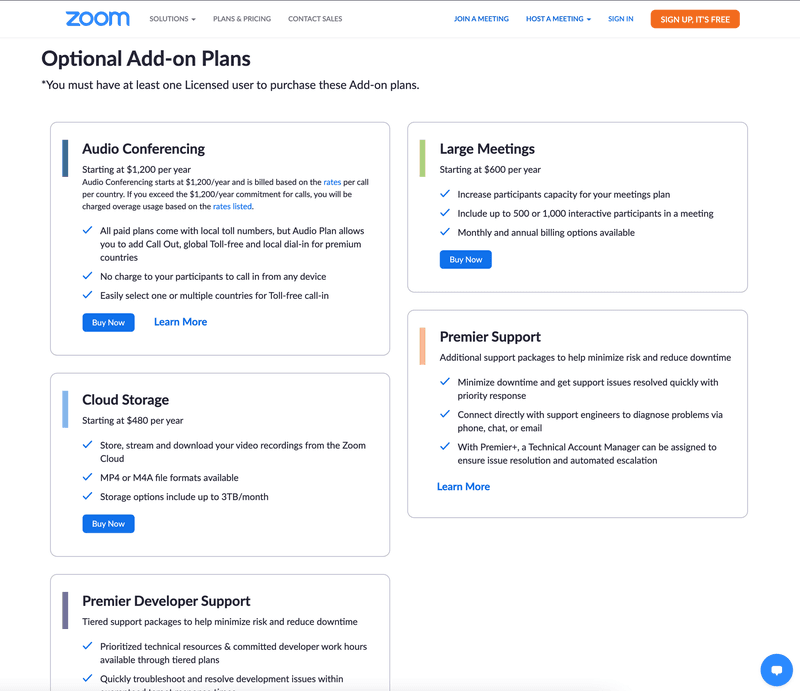 zoom
SOLUTIONS
PLANS & PRICING
CONTACT SALES
JOIN A MEETING
HOST A MEETING
SIGN IN
SIGN UP, IT'S FREE
Optional Add-on Plans
*You must have at least one Licensed user to purchase these Add-on plans.
Audio Conferencing
Starting at $1,200 per year
Audio Conferencing starts at $1,200/year and is billed based on the rates per call
per country. If you exceed the $1,200/year commitment for calls, you will be
charged overage usage based on the rates listed.
All paid plans come with local toll numbers, but Audio Plan allows
you to add Call Out, global Toll-free and local dial-in for premium
countries
No charge to your participants to call in from any device
Easily select one or multiple countries for Toll-free call-in
Buy Now
Learn More
Cloud Storage
Starting at $480 per year
Store, stream and download your video recordings from the Zoom
Cloud
MP4 or M4A file formats available
Storage options include up to 3TB/month
Buy Now
Premier Developer Support
Tiered support packages to help minimize risk and reduce downtime
Prioritized technical resources & committed developer work hours
available through tiered plans
Quickly troubleshoot and resolve development issues within
Large Meetings
Starting at $600 per year
Increase participants capacity for your meetings plan
Include up to 500 or 1,000 interactive participants in a meeting
Monthly and annual billing options available
Buy Now
Premier Support
Additional support packages to help minimize risk and reduce downtime
Minimize downtime and get support issues resolved quickly with
priority response
Connect directly with support engineers to diagnose problems via
phone, chat, or email
With Premier+, a Technical Account Manager can be assigned to
ensure issue resolution and automated escalation
Learn More